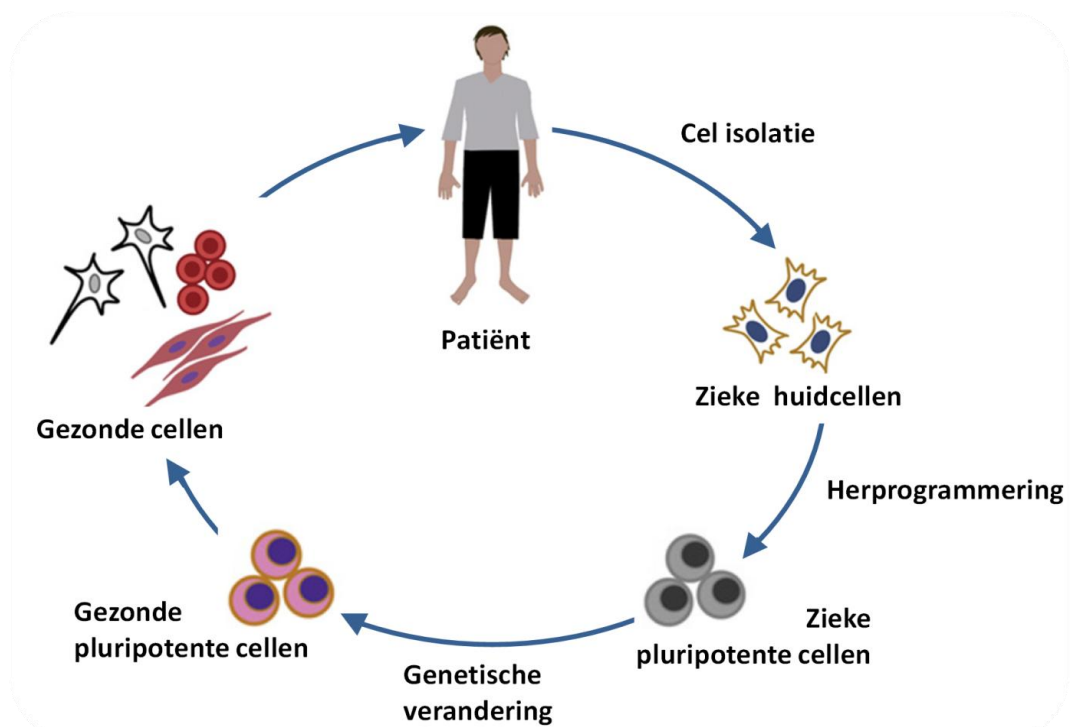 Cel isolatie
Patiënt
Zieke huidcellen
Herprogrammering
Zieke
pluripotente cellen
Genetische
verandering
Gezonde
pluripotente cellen
Gezonde cellen